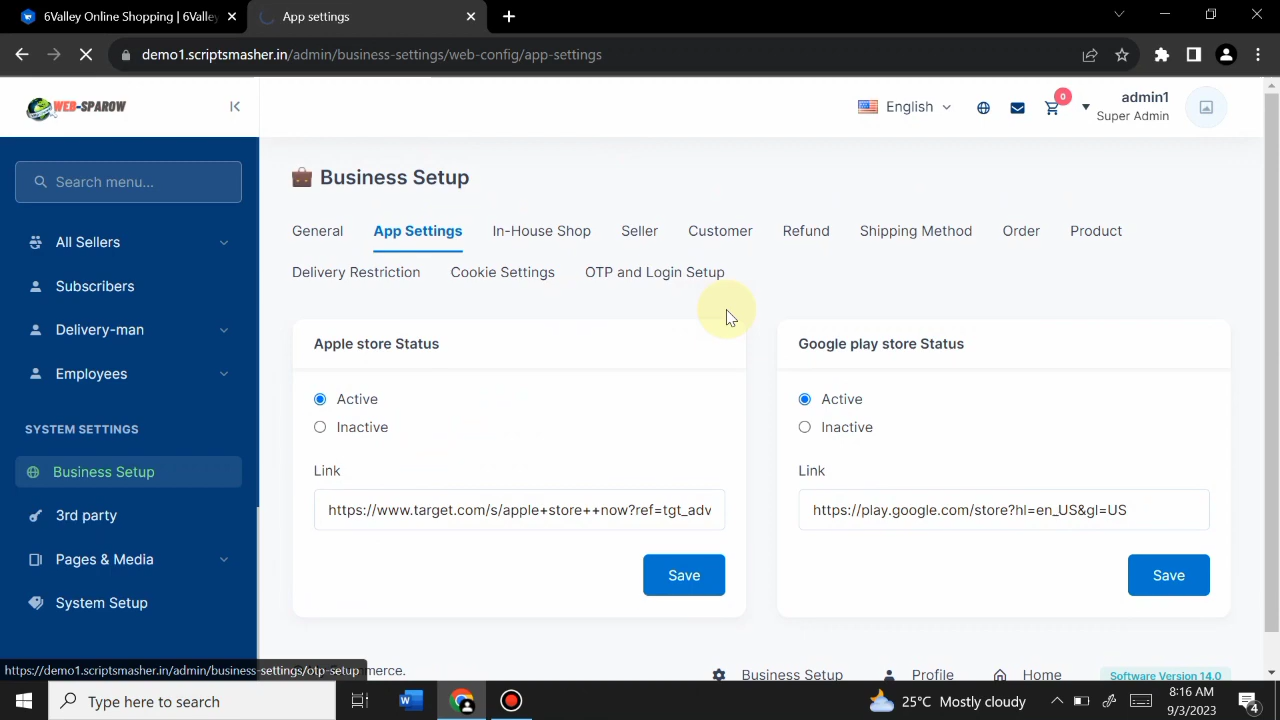 6Valley Online Shopping | 6Valley
App settings
demo1.scriptsmasher.in/admin/business-settings/web-config/app-settings
WEB-SPAROW
English
0
admin1
Super Admin
Search menu...
All Sellers
Subscribers
Delivery-man
Employees
SYSTEM SETTINGS
Business Setup
3rd party
Pages & Media
System Setup
Business Setup
General App Settings In-House Shop Seller Customer Refund Shipping Method Order Product
Delivery Restriction Cookie Settings OTP and Login Setup
Apple store Status
Active
Inactive
Link
https://www.target.com/s/apple+store++now?ref=tgt_adv
Save
Google play store Status
Active
Inactive
Link
https://play.google.com/store?hl=en_US&gl=US
Save
https://demo1.scriptsmasher.in/admin/business-settings/otp-setup
merce.
Business Setup Profile Home Software Version 14.0
Type here to search
25°C Mostly cloudy
8:16 AM
9/3/2023
4